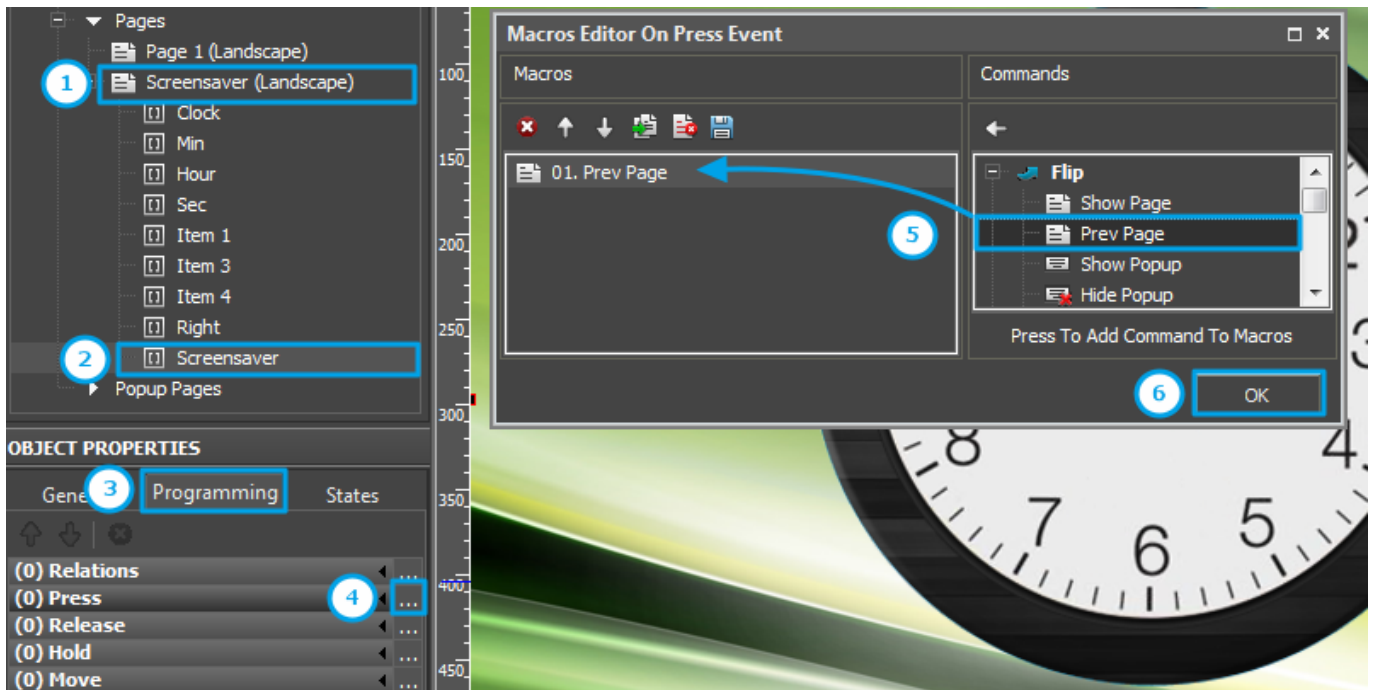 Pages
Page 1 (Landscape)
1
Screensaver (Landscape)
Clock
Min
Hour
Sec
Item 1
Item 3
Item 4
Right
2
Screensaver
Popup Pages
OBJECT PROPERTIES
Gene
3
Programming
States
(0) Relations
...
(0) Press
4
...
(0) Release
...
(0) Hold
...
(0) Move
...
100
150
200
250
300
350
400
450
Macros Editor On Press Event
Macros
Commands
01. Prev Page
Flip
Show Page
5
Prev Page
Show Popup
Hide Popup
Press To Add Command To Macros
6
OK
3
8
4
7
5
6